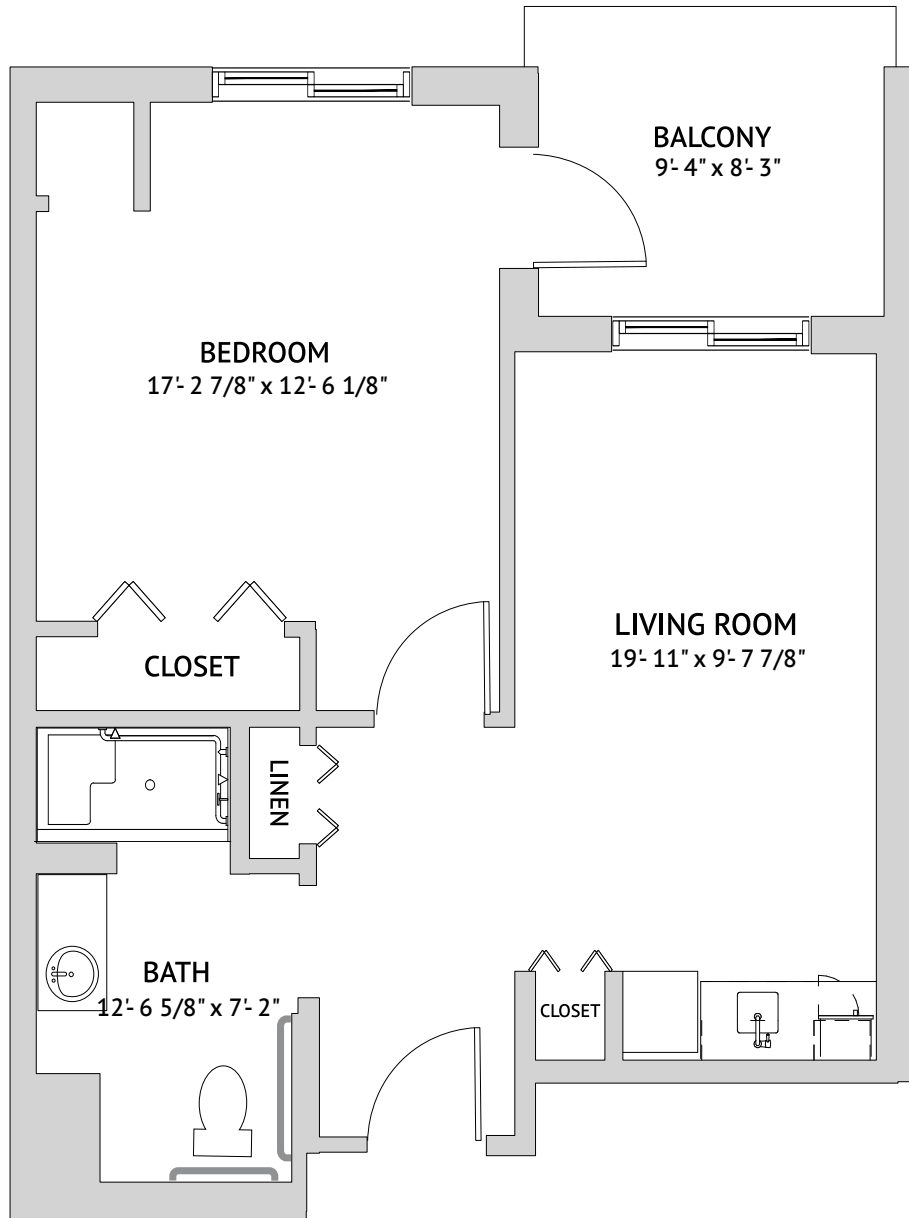 BALCONY
9'- 4" x 8'- 3"
BEDROOM
17'- 2 7/8" x 12'- 6 1/8"
LIVING ROOM
19'- 11" x 9'- 7 7/8"
CLOSET
LINEN
BATH
12'- 6 5/8" x 7'- 2"
CLOSET